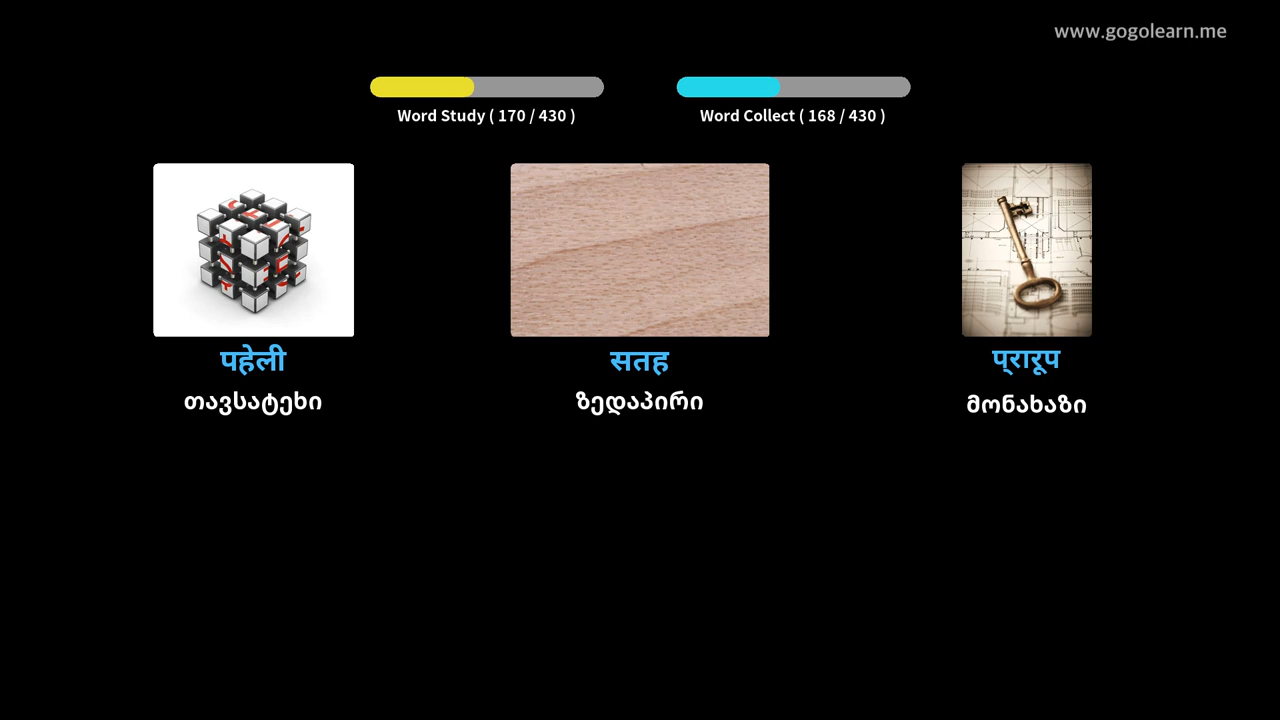 www.gogolearn.me
Word Study ( 170 / 430 )
Word Collect ( 168 / 430 )
पहेली
सतह
प्रारूप
თავსატეხი
ზედაპირი
მონახაზი